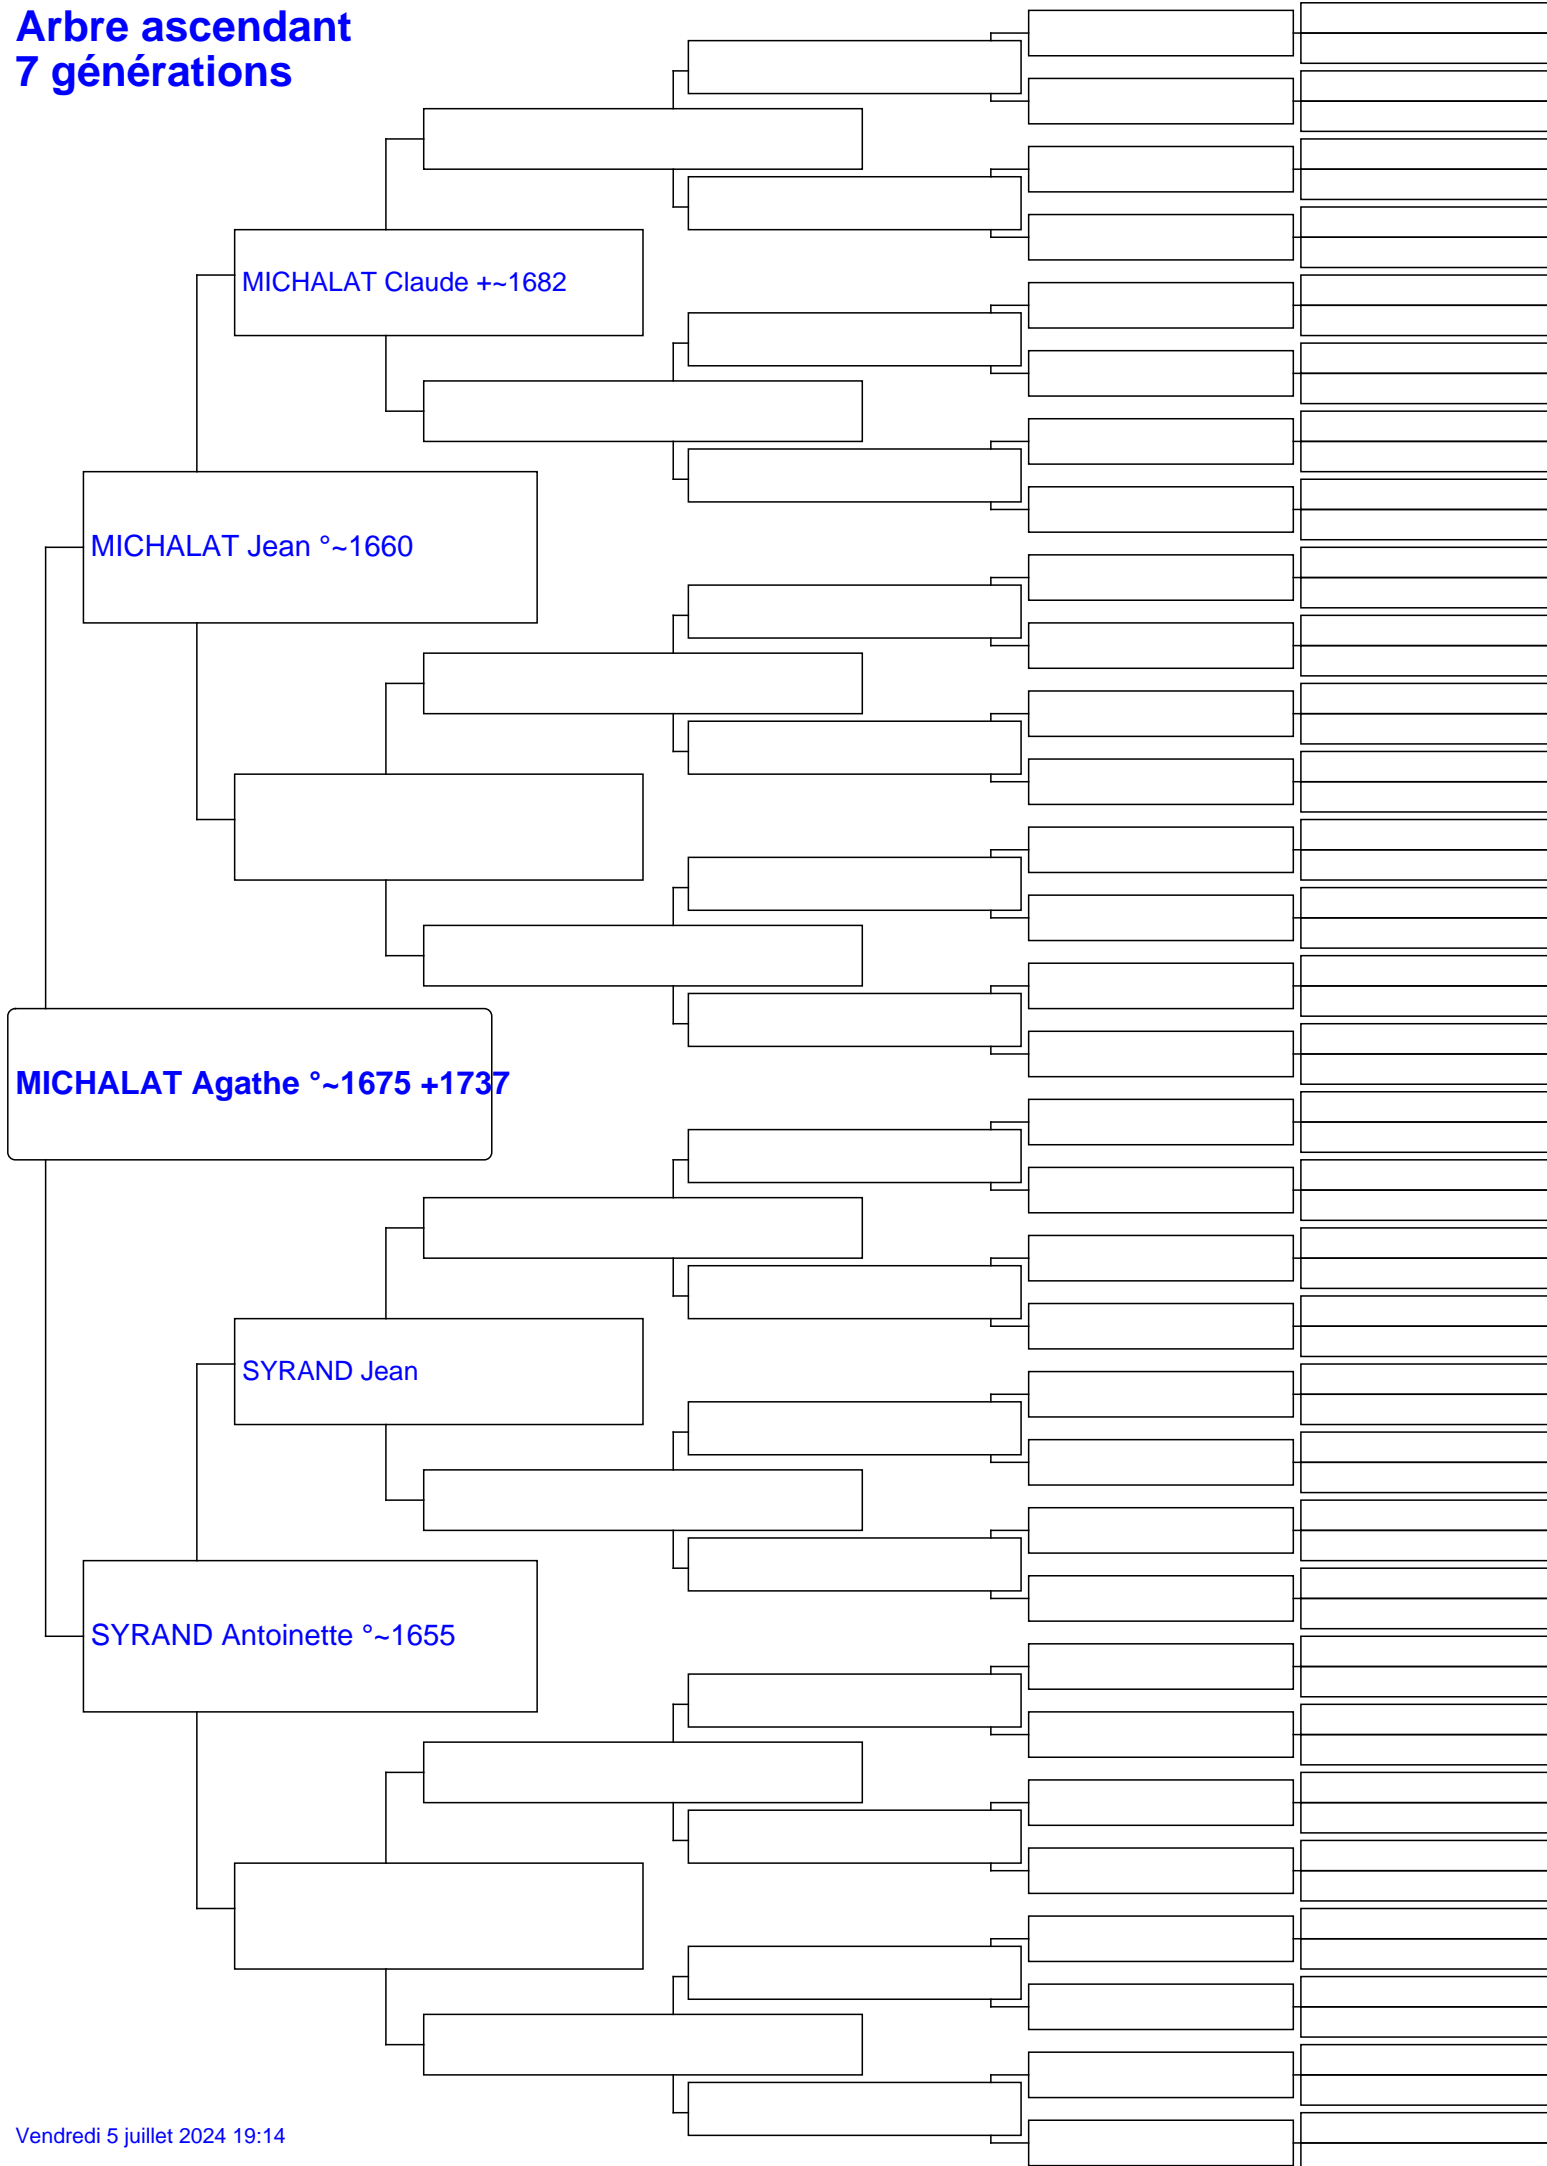 Arbre ascendant
7 générations
MICHALAT Claude +~1682
MICHALAT Jean °~1660
MICHALAT Agathe °~1675 +1737
SYRAND Jean
SYRAND Antoinette °~1655
Vendredi 5 juillet 2024 19:14